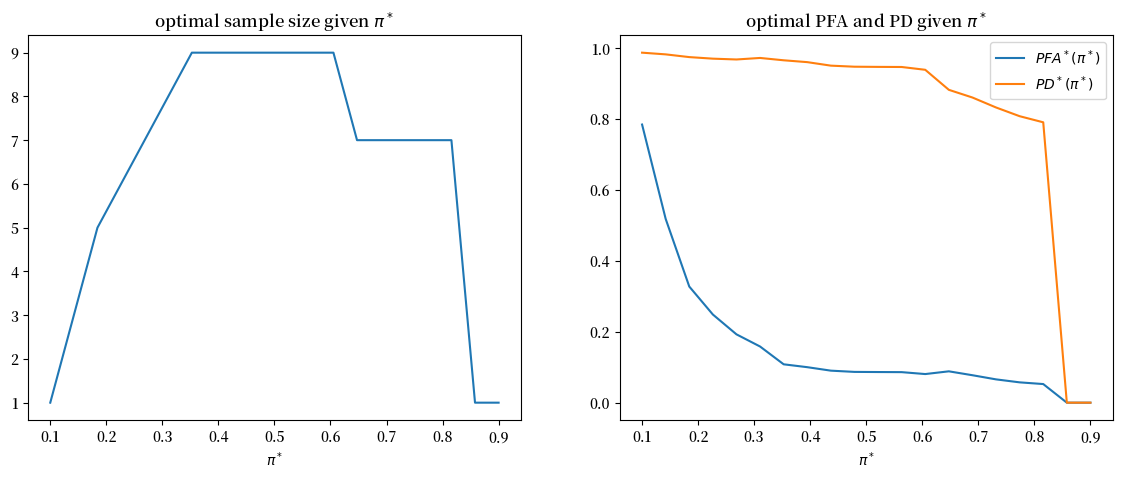 optimal sample size given π*
9
8
7
6
5
4
3
2
1
0.1 0.2 0.3 0.4 0.5 0.6 0.7 0.8 0.9
π*
optimal PFA and PD given π*
1.0
0.8
0.6
0.4
0.2
0.0
PFA*(π*)
PD*(π*)
0.1 0.2 0.3 0.4 0.5 0.6 0.7 0.8 0.9
π*